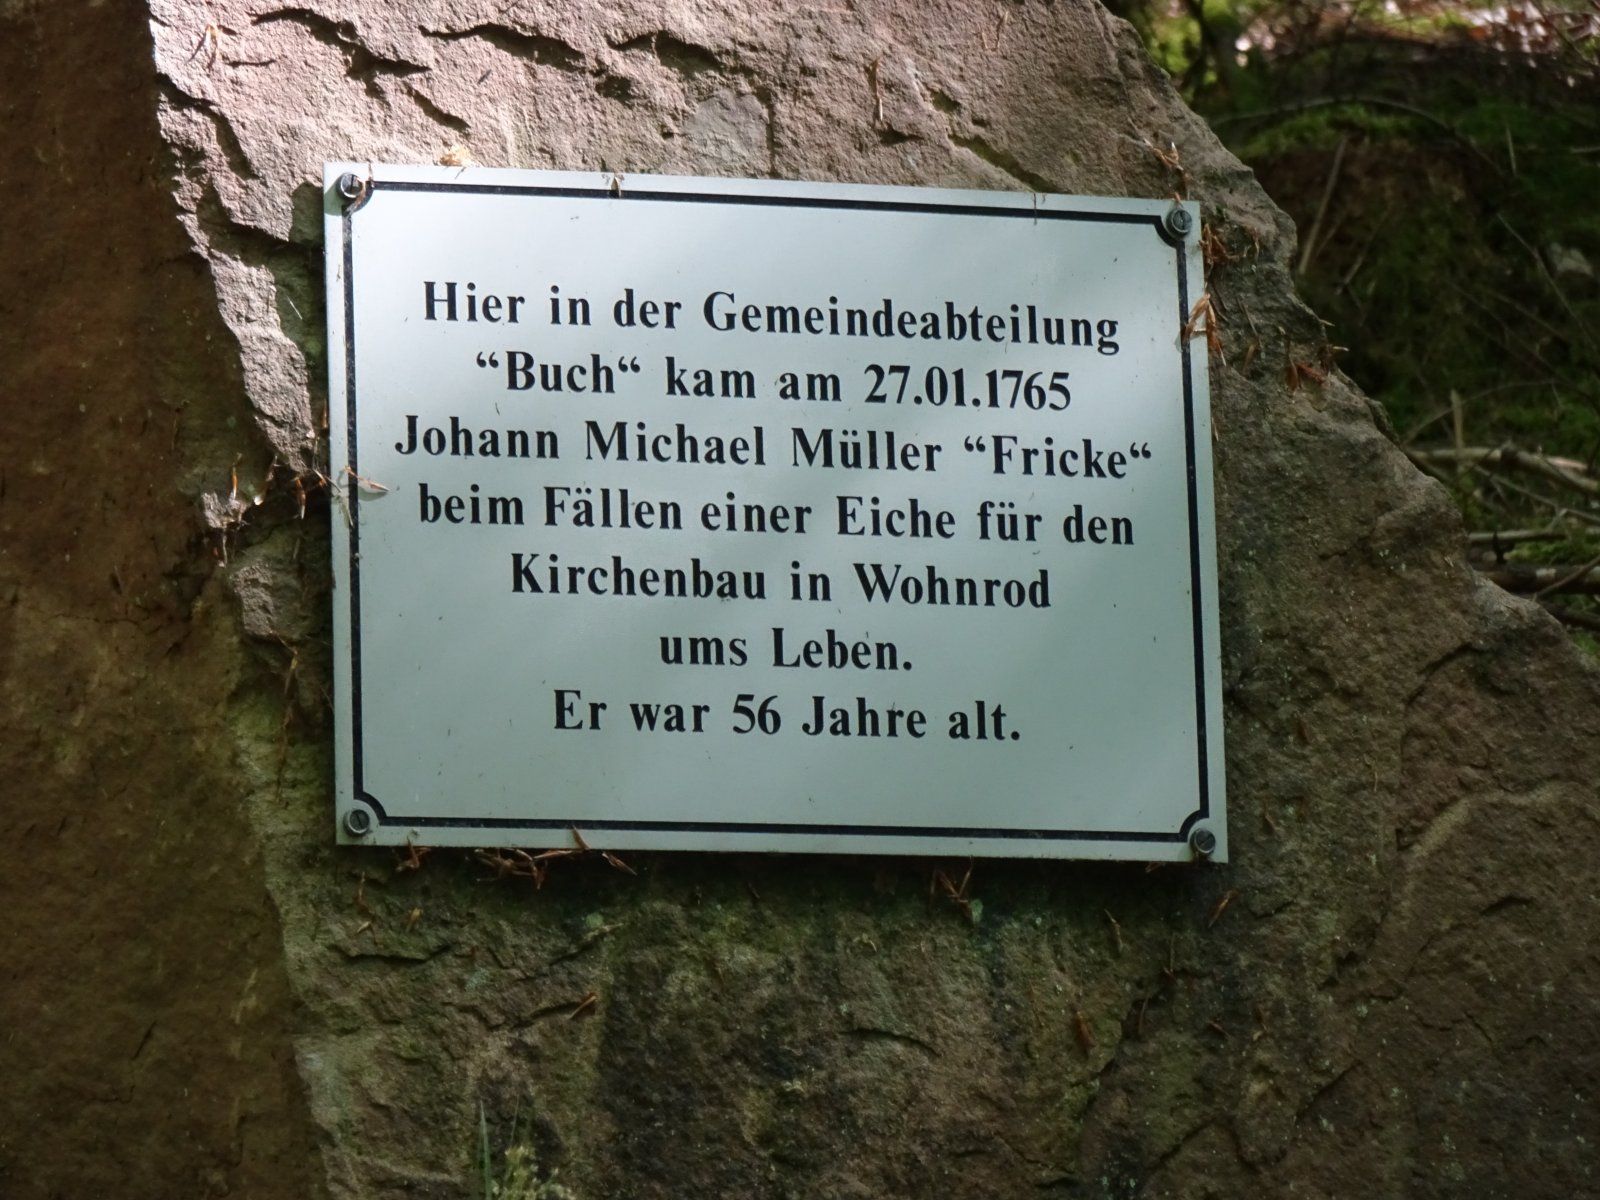 Hier in der Gemeindeabteilung
“Buch“ kam am 27.01.1765
Johann Michael Müller “Fricke“
beim Fällen einer Eiche für den
Kirchenbau in Wohnrod
ums Leben.
Er war 56 Jahre alt.